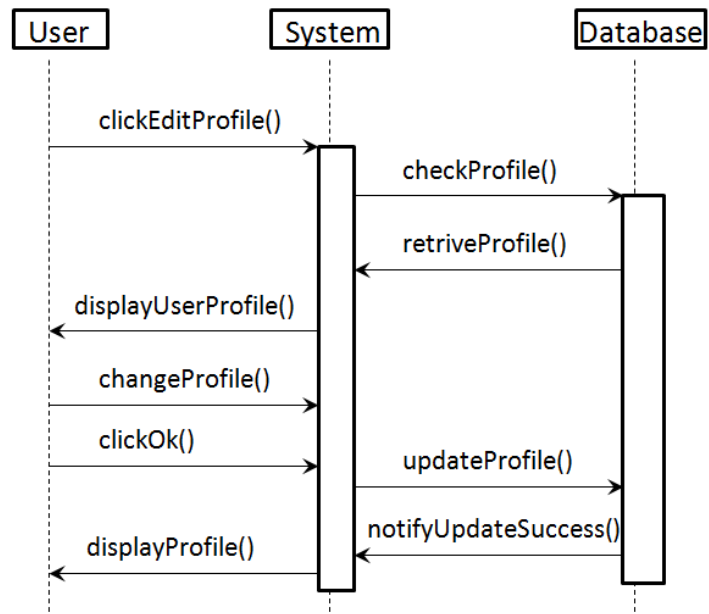 User
System
Database
clickEditProfile()
checkProfile()
retriveProfile()
displayUserProfile()
changeProfile()
clickOk()
updateProfile()
notifyUpdateSuccess()
displayProfile()